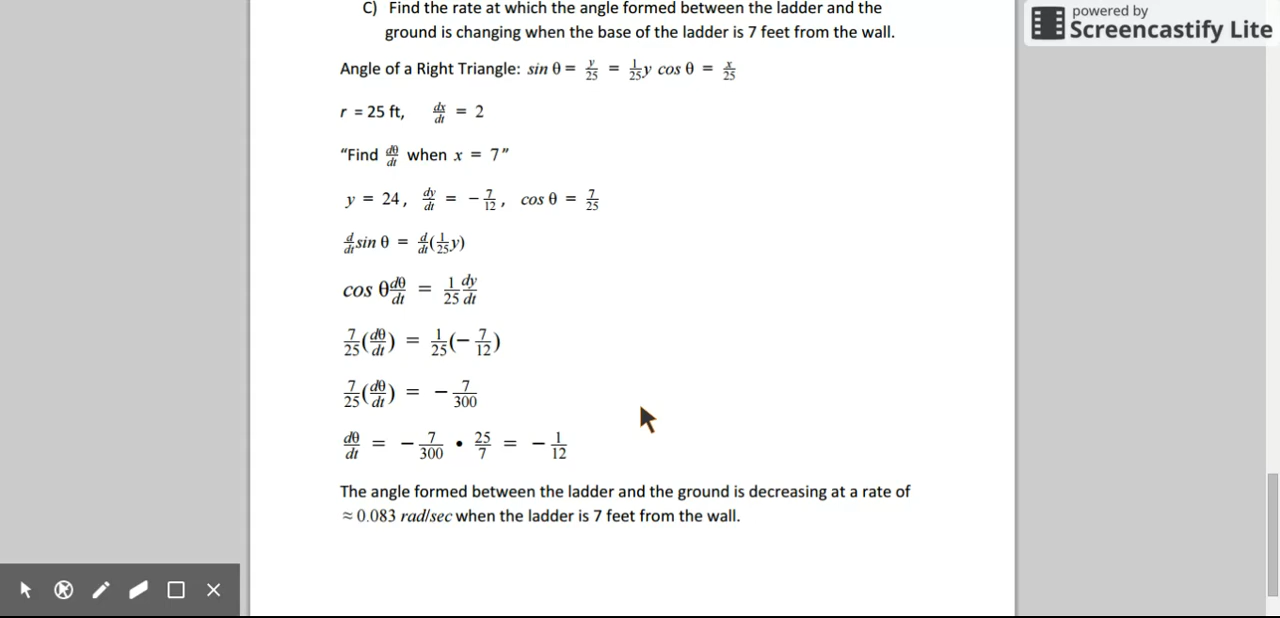 C) Find the rate at which the angle formed between the ladder and the
ground is changing when the base of the ladder is 7 feet from the wall.
powered by
Screencastify Lite
Angle of a Right Triangle: sin θ = y/25 = 1/25 y cos θ = x/25
r = 25 ft, dx/dt = 2
“Find dθ/dt when x = 7”
y = 24, dy/dt = − 7/12, cos θ = 7/25
d/dt sin θ = d/dt(1/25 y)
cos θ dθ/dt = 1/25 dy/dt
7/25(dθ/dt) = 1/25(− 7/12)
7/25(dθ/dt) = − 7/300
dθ/dt = − 7/300 • 25/7 = − 1/12
The angle formed between the ladder and the ground is decreasing at a rate of
≈ 0.083 rad/sec when the ladder is 7 feet from the wall.